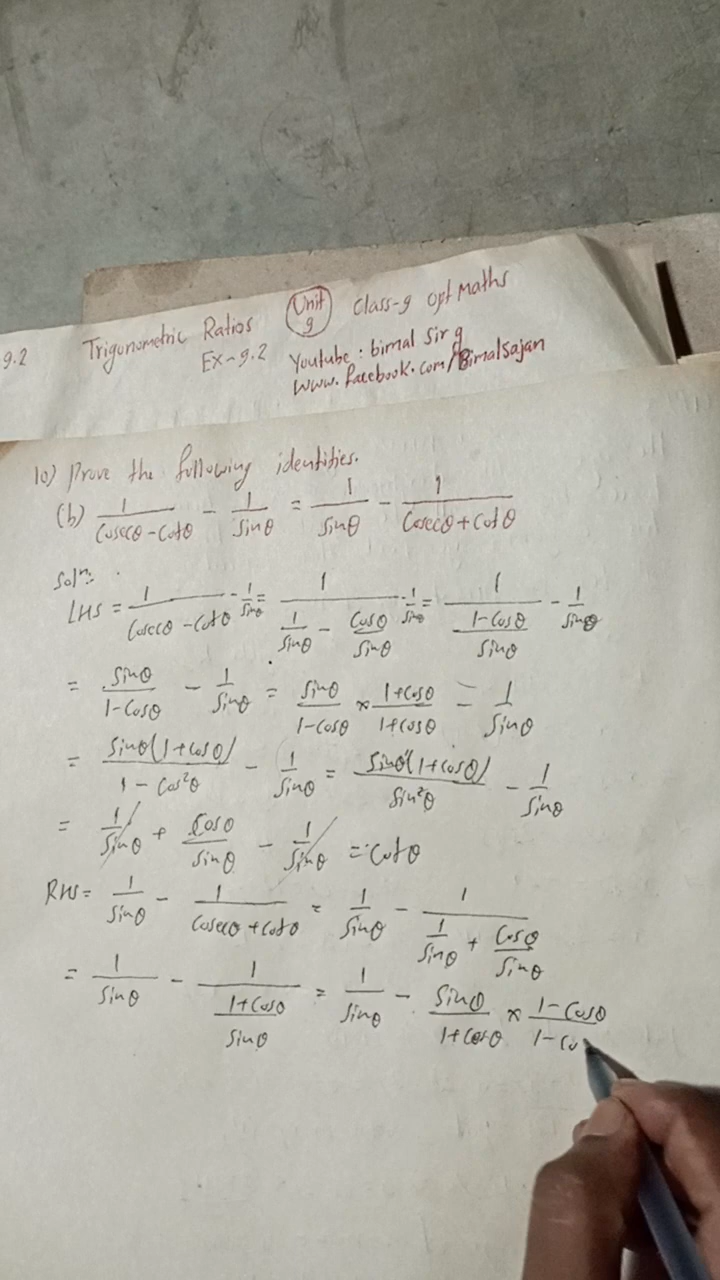 9.2 Trigonometric Ratios Unit 9 Class-9 Opt Maths
Ex-9.2 Youtube : bimal Sir g
www.facebook.com/Bimalsajan
10) Prove the following identities.
(b) 1/(Cosecθ - Cotθ) - 1/Sinθ = 1/Sinθ - 1/(Cosecθ + Cotθ)
Solⁿ:
LHS = 1/(Cosecθ - Cotθ) - 1/Sinθ = 1/(1/Sinθ - Cosθ/Sinθ) - 1/Sinθ = 1/((1-Cosθ)/Sinθ) - 1/Sinθ
= Sinθ/(1-Cosθ) - 1/Sinθ = Sinθ/(1-Cosθ) × (1+Cosθ)/(1+Cosθ) - 1/Sinθ
= Sinθ(1+Cosθ)/(1-Cos²θ) - 1/Sinθ = Sinθ(1+Cosθ)/Sin²θ - 1/Sinθ
= 1/Sinθ + Cosθ/Sinθ - 1/Sinθ = Cotθ
RHS = 1/Sinθ - 1/(Cosecθ + Cotθ) = 1/Sinθ - 1/(1/Sinθ + Cosθ/Sinθ)
= 1/Sinθ - 1/((1+Cosθ)/Sinθ) = 1/Sinθ - Sinθ/(1+Cosθ) × (1-Cosθ)/(1-Co